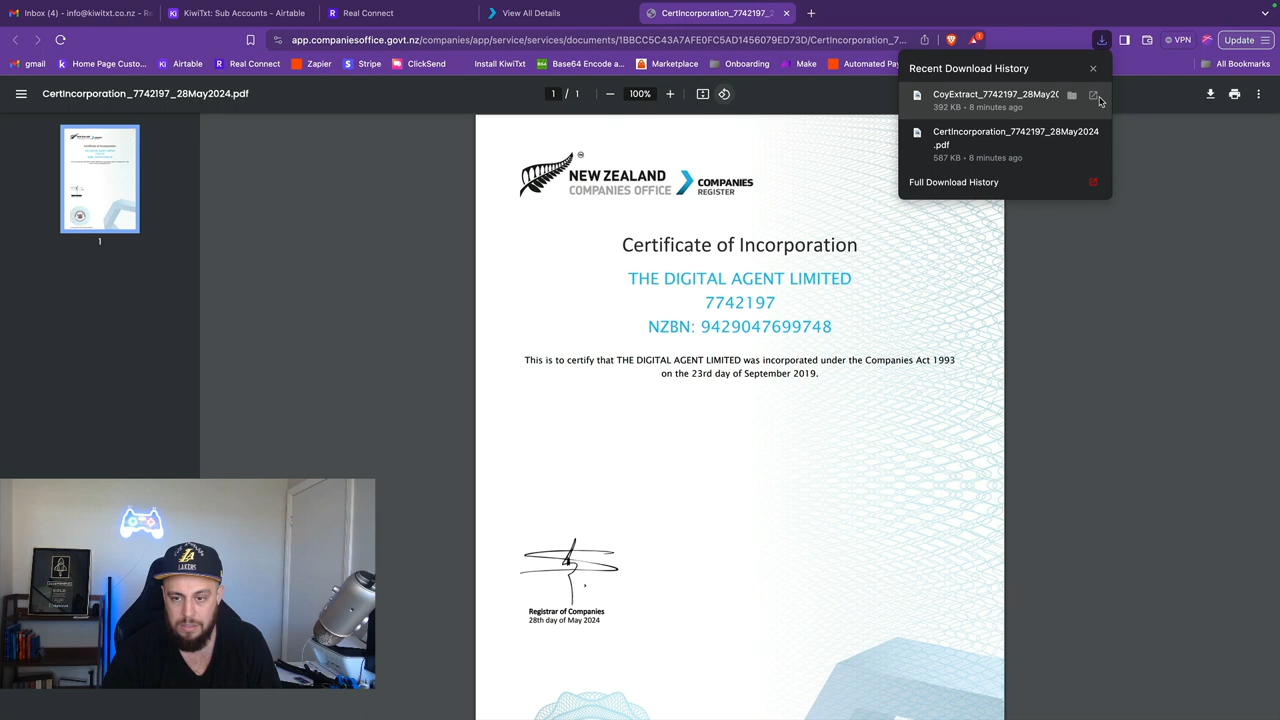 Inbox (4) - info@kiwitxt.co.nz - Re
KiwiTxt: Sub Accounts - Airtable
Real Connect
View All Details
CertIncorporation_7742197_2
app.companiesoffice.govt.nz/companies/app/service/services/documents/1BBCC5C43A7AFE0FC5AD1456079ED73D/CertIncorporation_7...
VPN
Update
gmail
Home Page Custo...
Airtable
Real Connect
Zapier
Stripe
ClickSend
Install KiwiTxt
Base64 Encode a...
Marketplace
Onboarding
Make
Automated Pay
All Bookmarks
CertIncorporation_7742197_28May2024.pdf
1 / 1
100%
Recent Download History
CoyExtract_7742197_28May20
392 KB • 8 minutes ago
CertIncorporation_7742197_28May2024
.pdf
587 KB • 8 minutes ago
Full Download History
1
NEW ZEALAND
COMPANIES OFFICE
COMPANIES
REGISTER
Certificate of Incorporation
THE DIGITAL AGENT LIMITED
7742197
NZBN: 9429047699748
This is to certify that THE DIGITAL AGENT LIMITED was incorporated under the Companies Act 1993
on the 23rd day of September 2019.
Registrar of Companies
28th day of May 2024
LAKERS